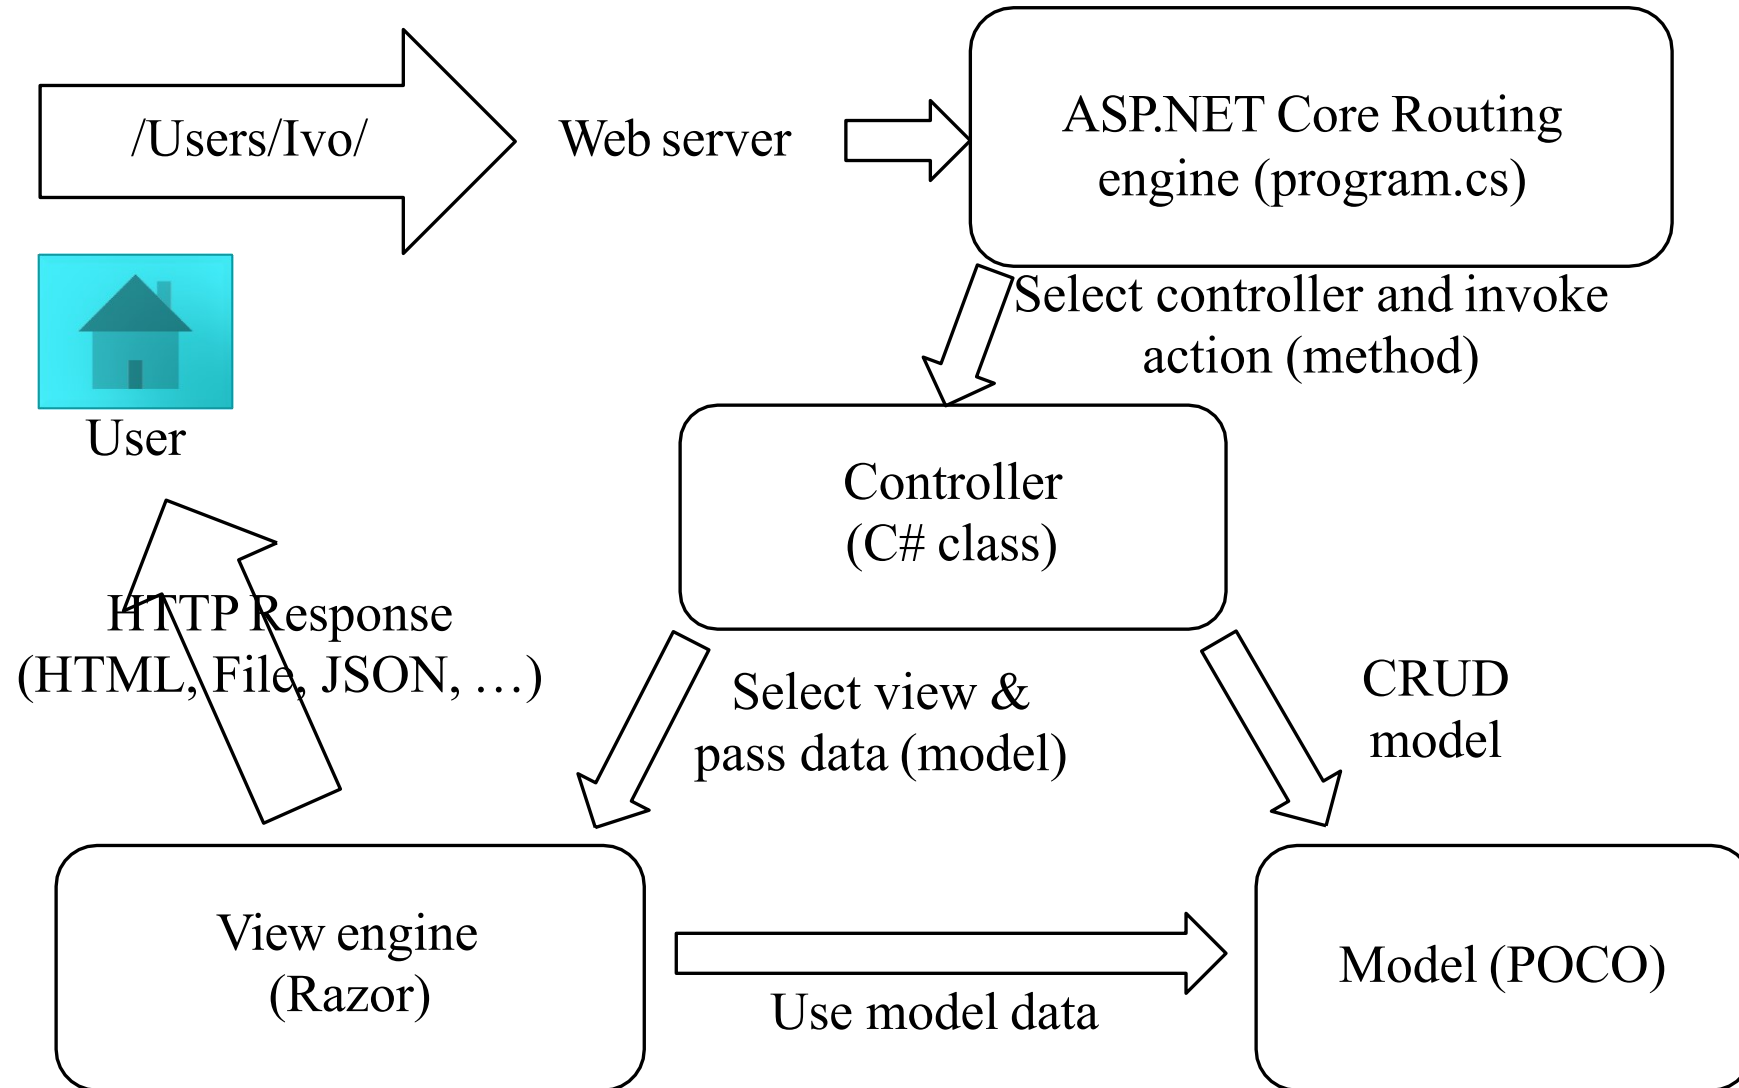 /Users/Ivo/
Web server
ASP.NET Core Routing
engine (program.cs)
Select controller and invoke
action (method)
User
Controller
(C# class)
HTTP Response
(HTML, File, JSON, …)
Select view &
pass data (model)
CRUD
model
View engine
(Razor)
Use model data
Model (POCO)